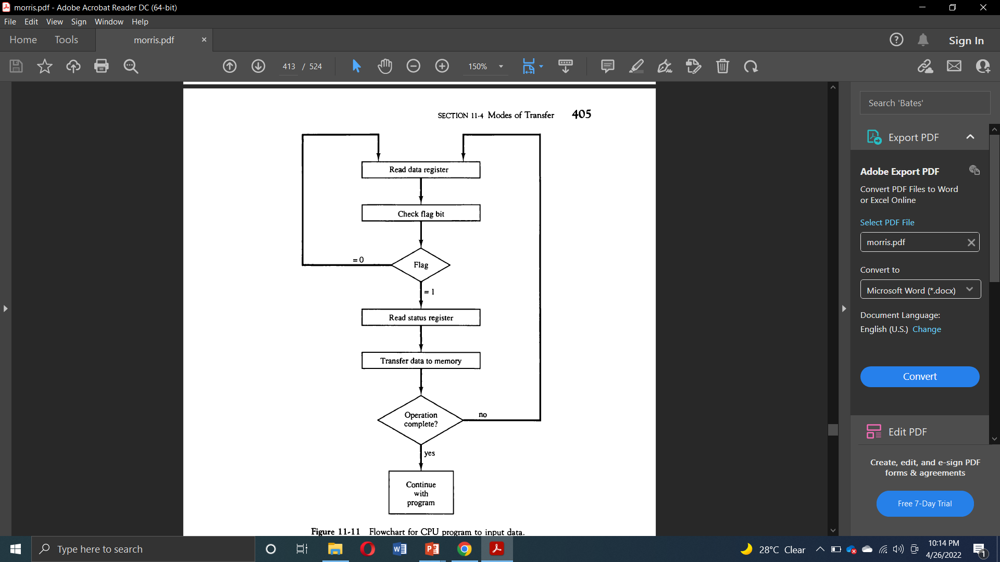 morris.pdf - Adobe Acrobat Reader DC (64-bit)
File Edit View Sign Window Help
Home Tools morris.pdf × Sign In
413 / 524 150%
SECTION 11-4 Modes of Transfer 405
Read data register
Check flag bit
= 0
Flag
= 1
Read status register
Transfer data to memory
Operation
complete?
no
yes
Continue
with
program
Figure 11-11 Flowchart for CPU program to input data.
Search 'Bates'
Export PDF
Adobe Export PDF
Convert PDF Files to Word
or Excel Online
Select PDF File
morris.pdf
Convert to
Microsoft Word (*.docx)
Document Language:
English (U.S.) Change
Convert
Edit PDF
Create, edit, and e-sign PDF
forms & agreements
Free 7-Day Trial
Type here to search
28°C Clear
10:14 PM
4/26/2022
1